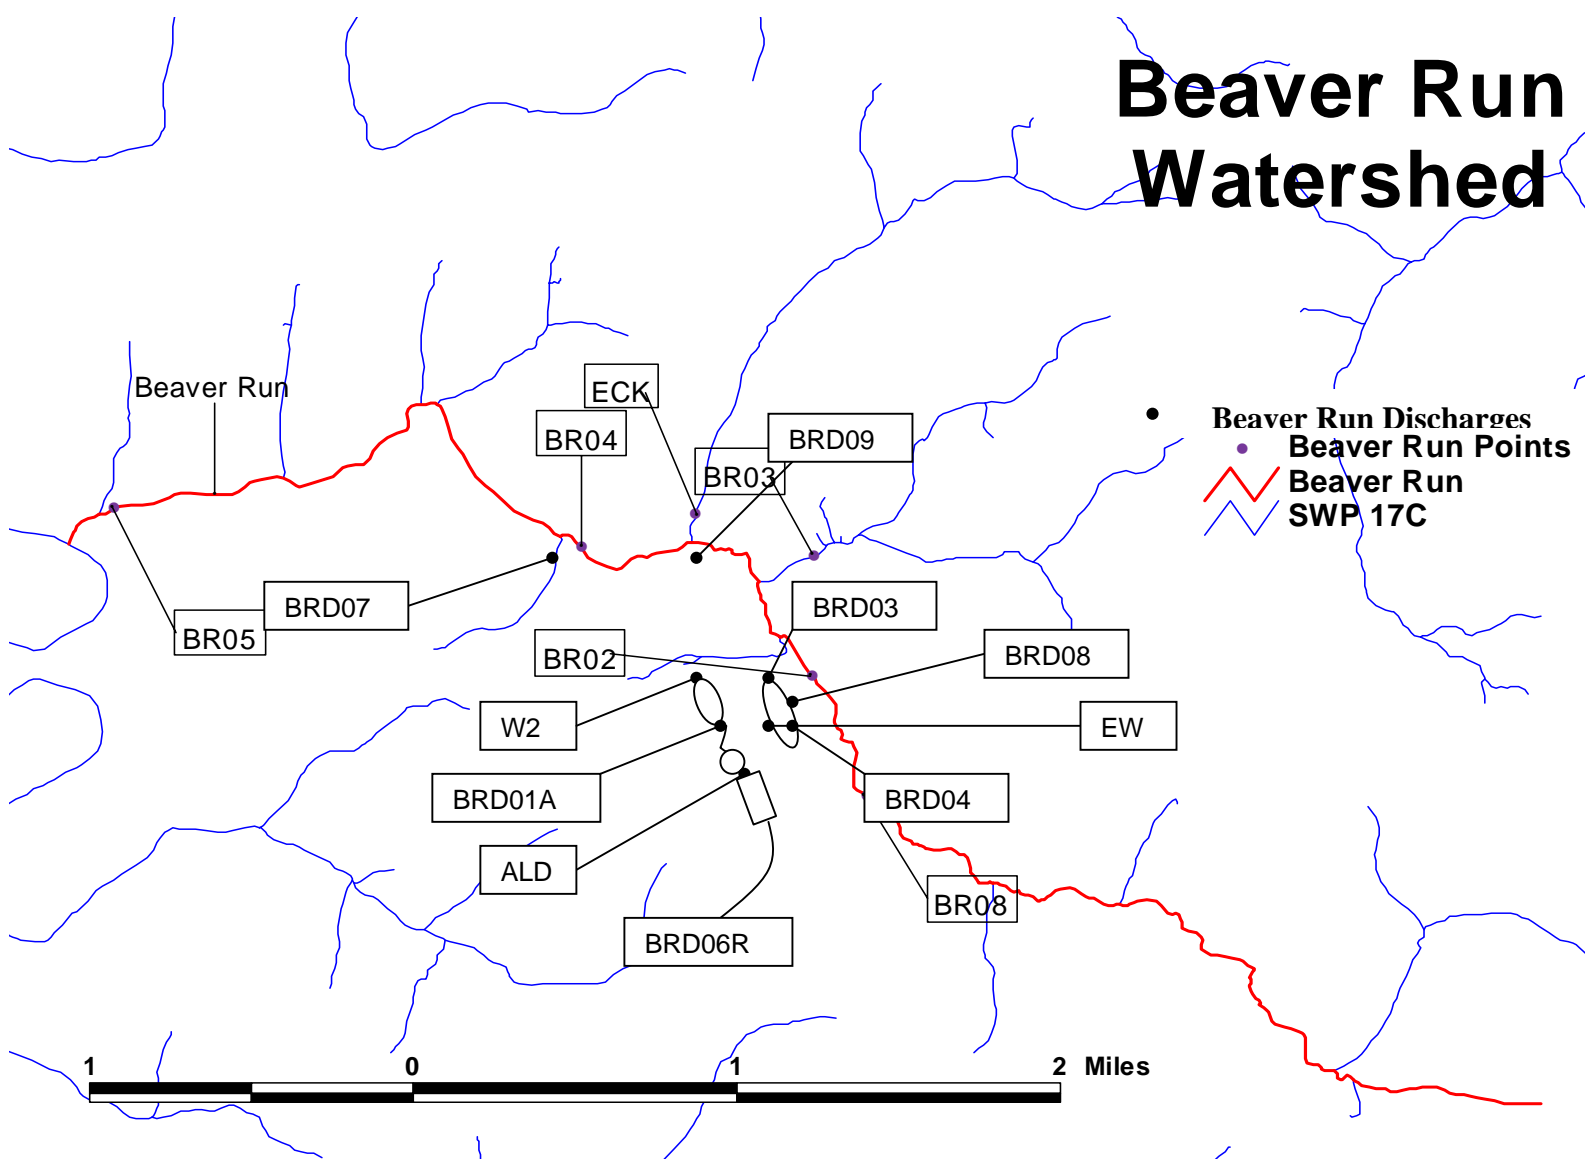 Beaver Run
Watershed
Beaver Run
ECK
BR04
BRD09
BR03
Beaver Run Discharges
Beaver Run Points
Beaver Run
SWP 17C
BRD07
BR05
BRD03
BR02
BRD08
W2
EW
BRD01A
BRD04
ALD
BR08
BRD06R
1 0 1 2 Miles